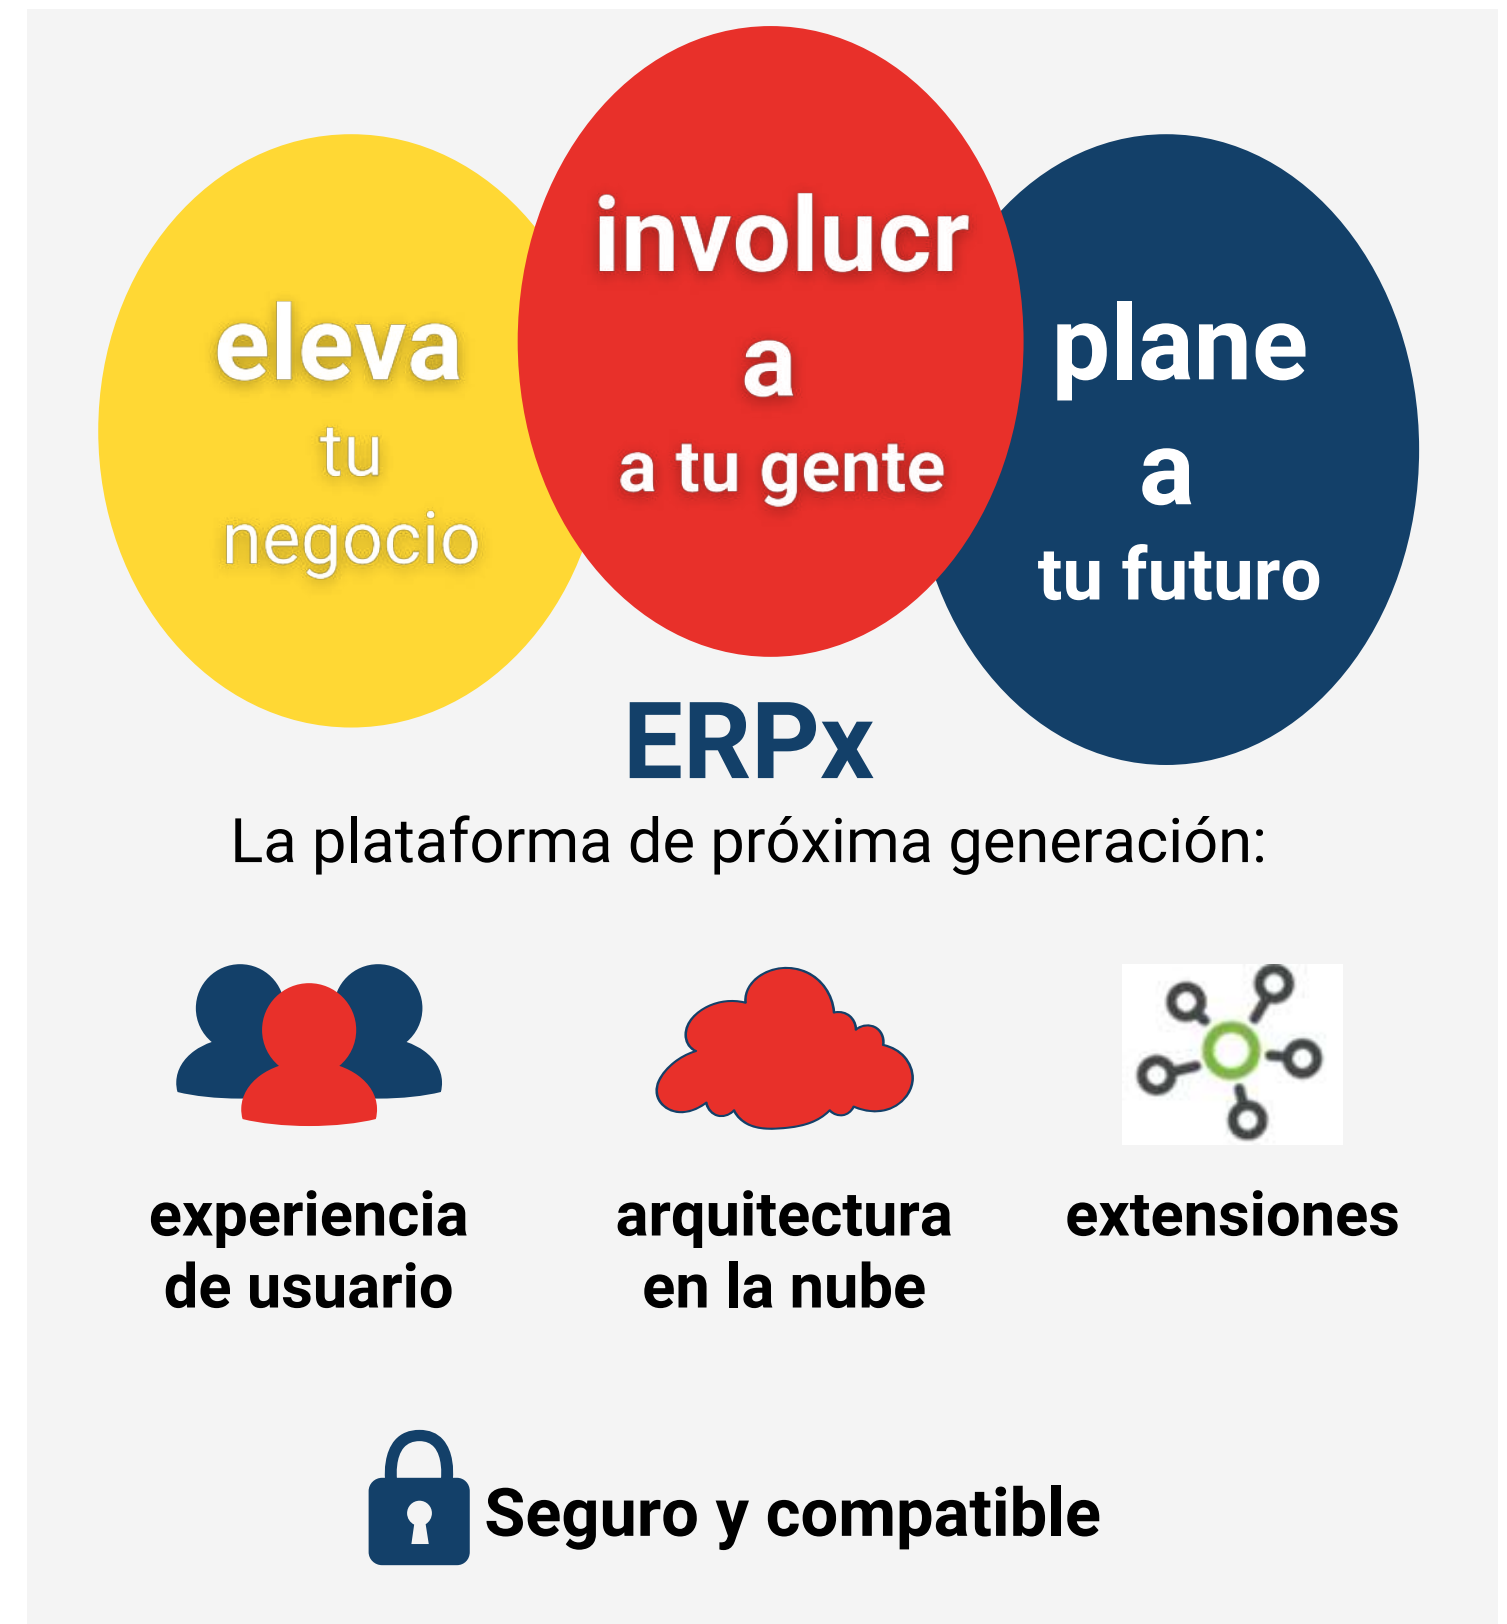 eleva
tu
negocio
involucr
a
a tu gente
plane
a
tu futuro
ERPx
La plataforma de próxima generación:
experiencia
de usuario
arquitectura
en la nube
extensiones
Seguro y compatible